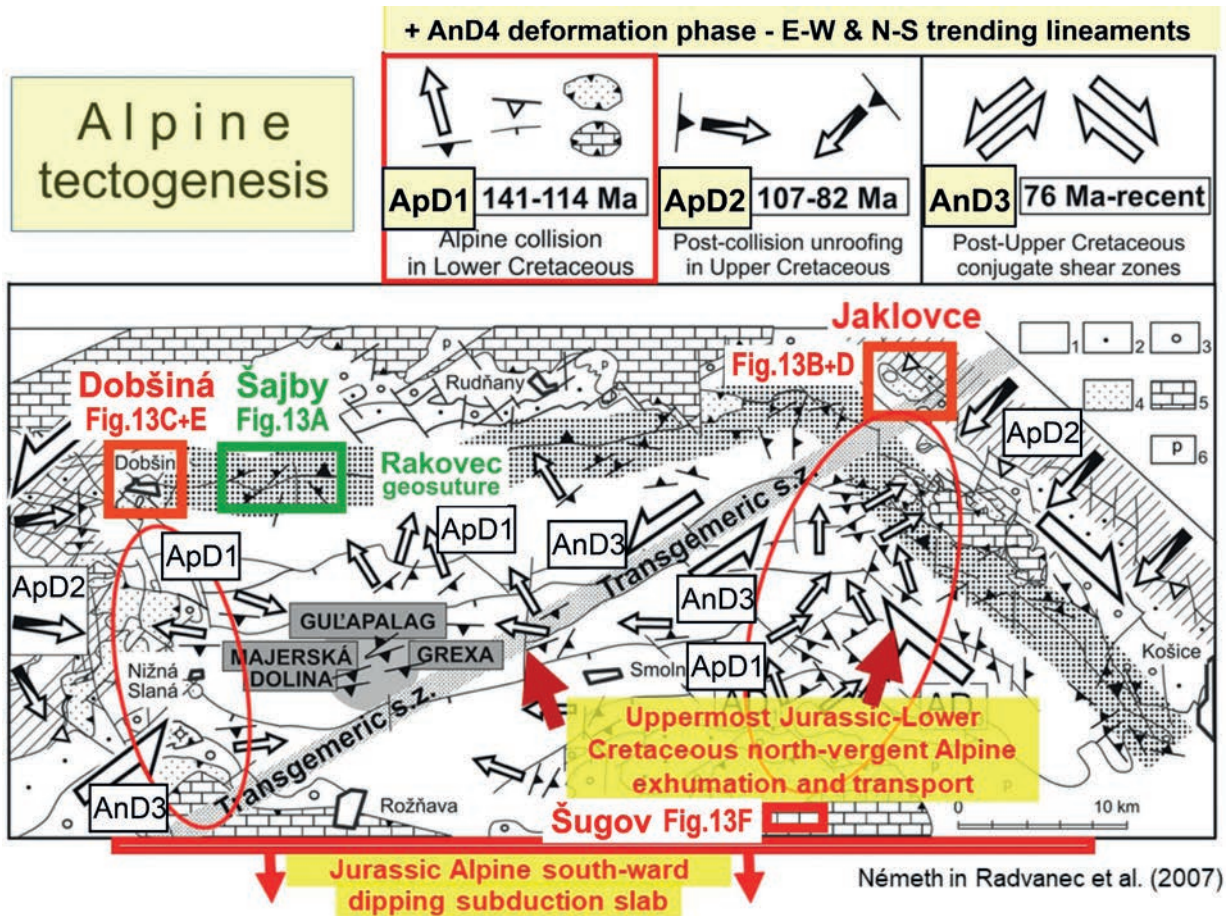 + AnD4 deformation phase - E-W & N-S trending lineaments
Alpine
tectogenesis
ApD1
141-114 Ma
Alpine collision
in Lower Cretaceous
ApD2
107-82 Ma
Post-collision unroofing
in Upper Cretaceous
AnD3
76 Ma-recent
Post-Upper Cretaceous
conjugate shear zones
Jaklovce
Fig.13B+D
Dobšiná
Fig.13C+E
Šajby
Fig.13A
Rudňany
p
p
1
2
3
4
5
p
6
Dobšin
Rakovec
geosuture
ApD2
ApD1
ApD1
AnD3
Transgemeric s.z.
AnD3
ApD2
GUĽAPALAG
MAJERSKÁ
DOLINA
GREXA
Nižná
Slaná
Smoln
ApD1
Košice
Transgemeric s.z.
AnD3
Rožňava
Uppermost Jurassic-Lower
Cretaceous north-vergent Alpine
exhumation and transport
p
0
10 km
Šugov Fig.13F
Jurassic Alpine south-ward
dipping subduction slab
Németh in Radvanec et al. (2007)